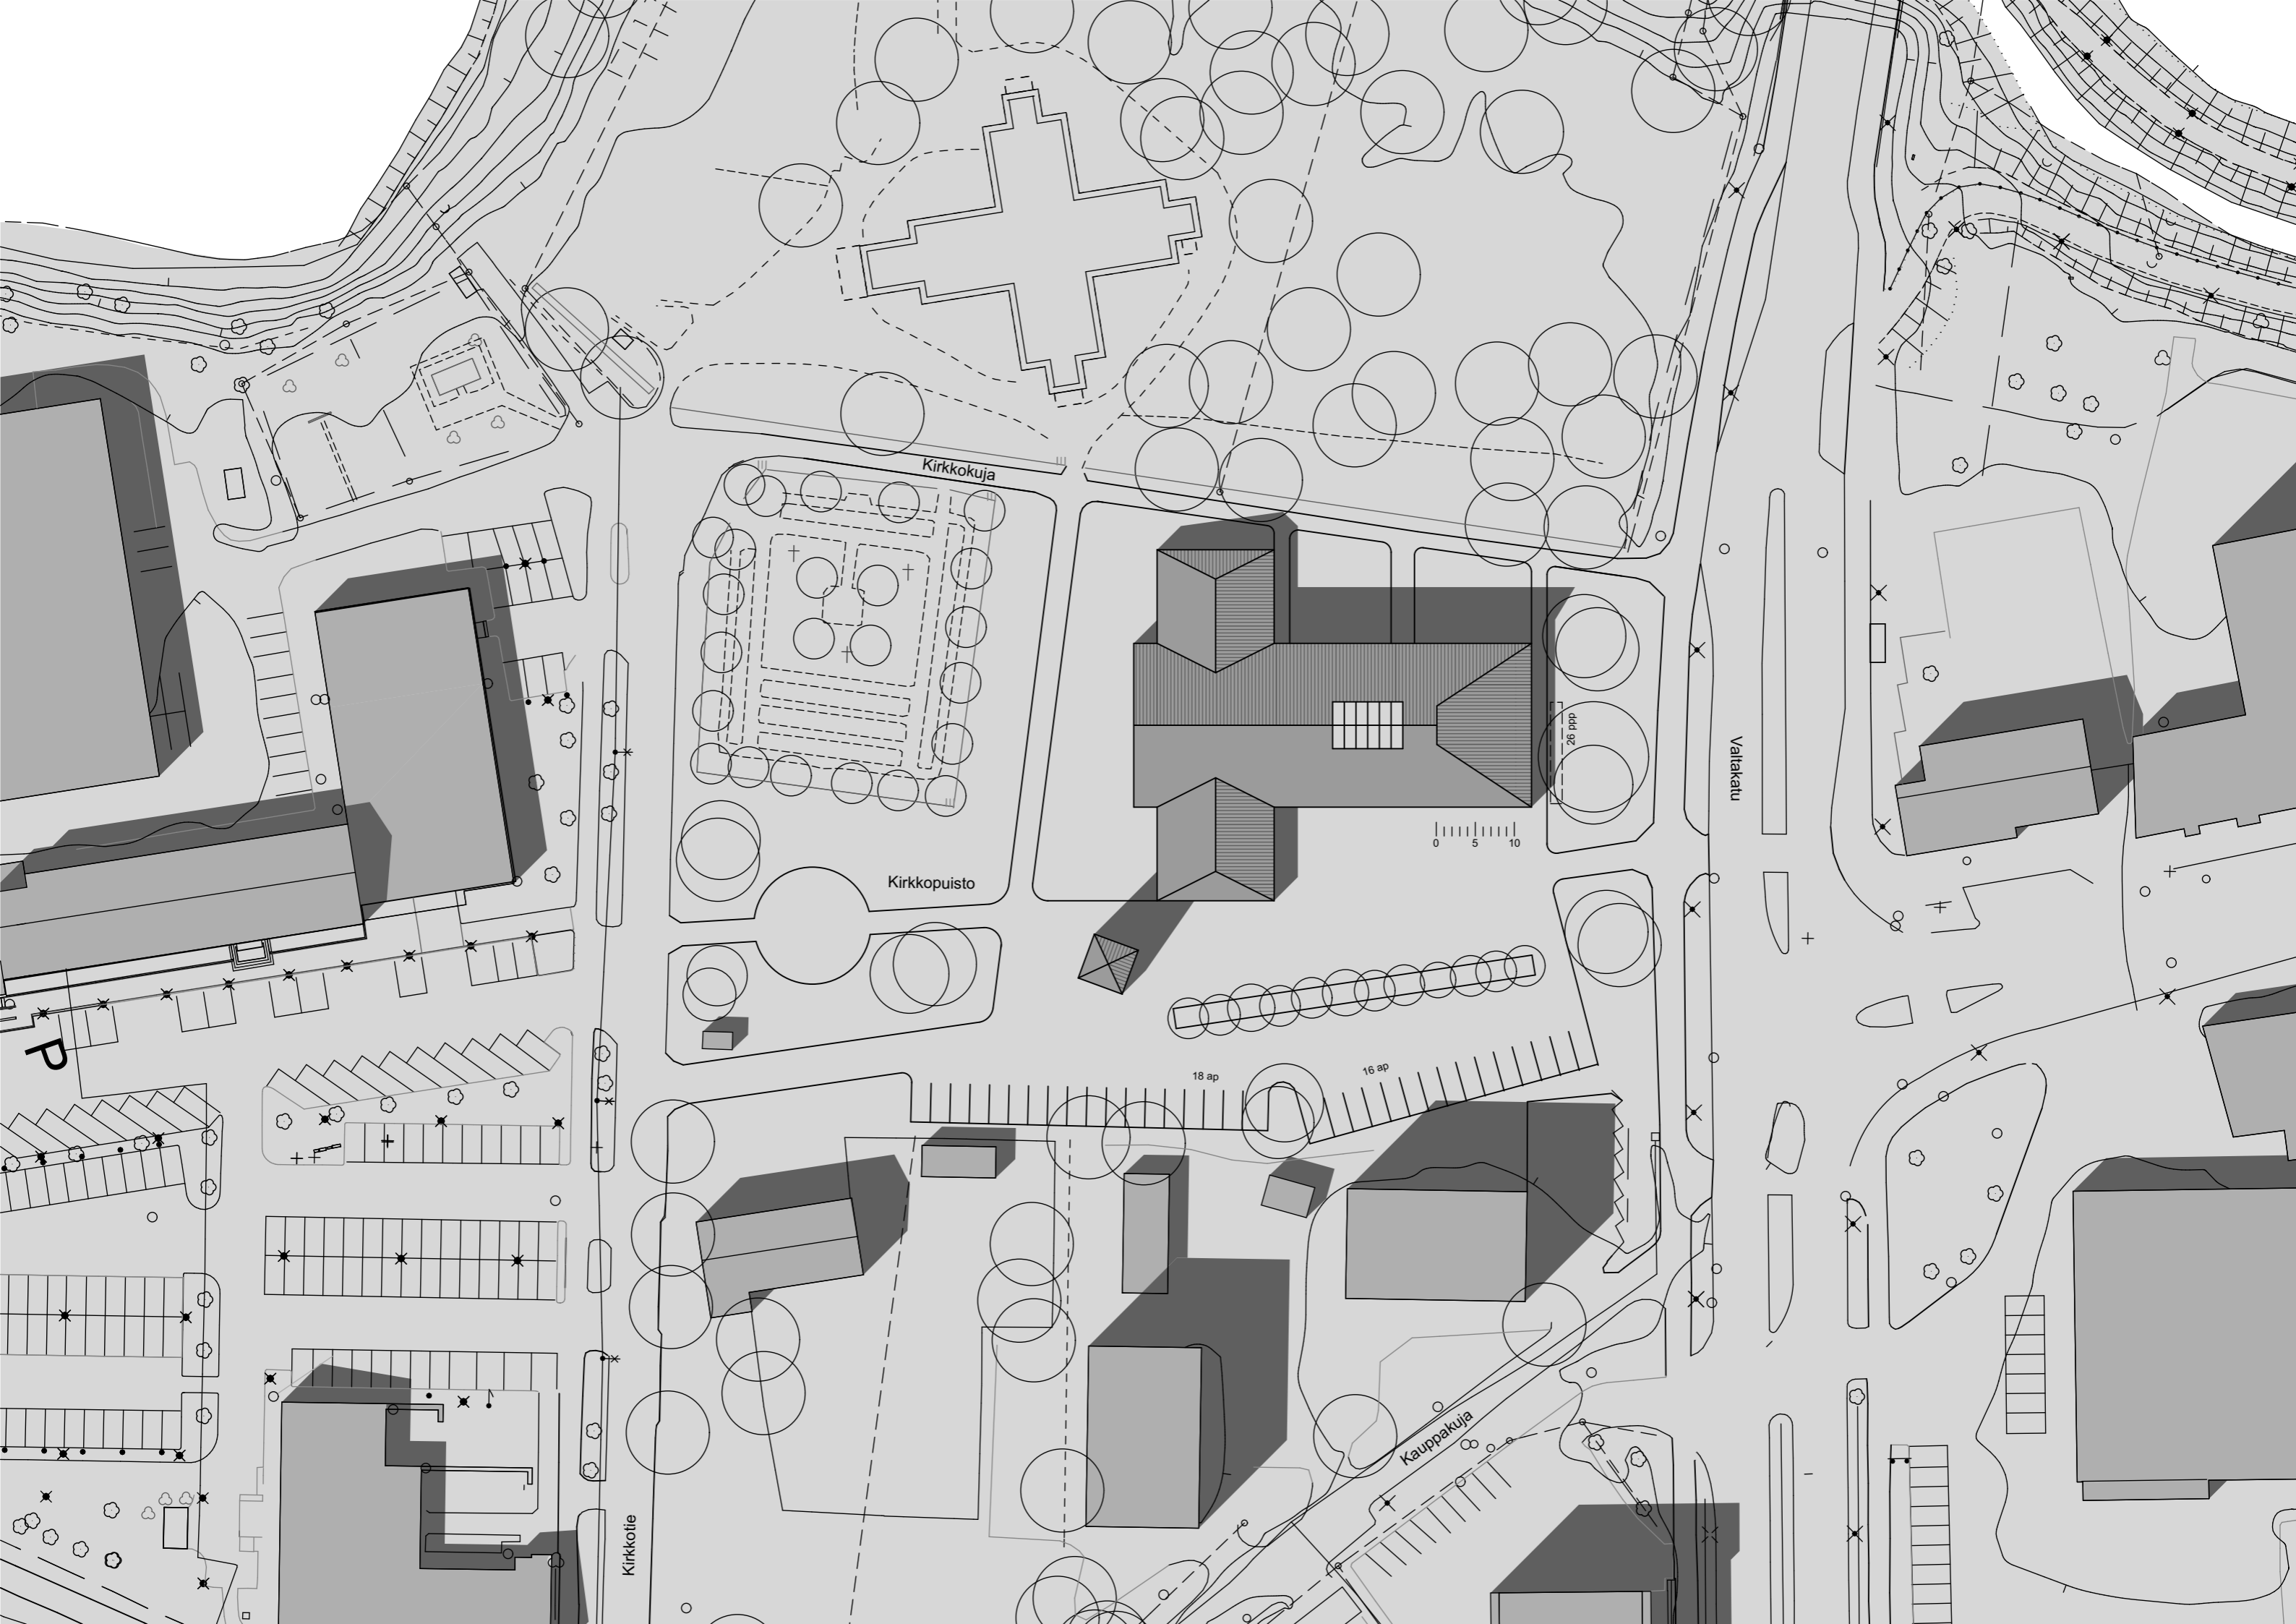 Kirkkokuja
26 ppp
Valtakatu
0 5 10
Kirkkopuisto
P
18 ap
16 ap
Kauppakuja
Kirkkotie